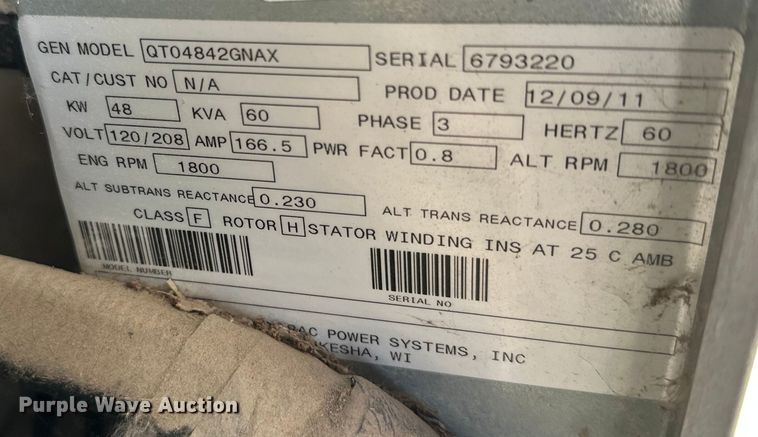 GEN MODEL QT04842GNAX SERIAL 6793220
CAT/CUST NO N/A PROD DATE 12/09/11
KW 48 KVA 60 PHASE 3 HERTZ 60
VOLT 120/208 AMP 166.5 PWR FACT 0.8 ALT RPM 1800
ENG RPM 1800
ALT SUBTRANS REACTANCE 0.230 ALT TRANS REACTANCE 0.280
CLASS F ROTOR H STATOR WINDING INS AT 25 C AMB
MODEL NUMBER
SERIAL NO
POWER SYSTEMS, INC
WI
Purple Wave Auction